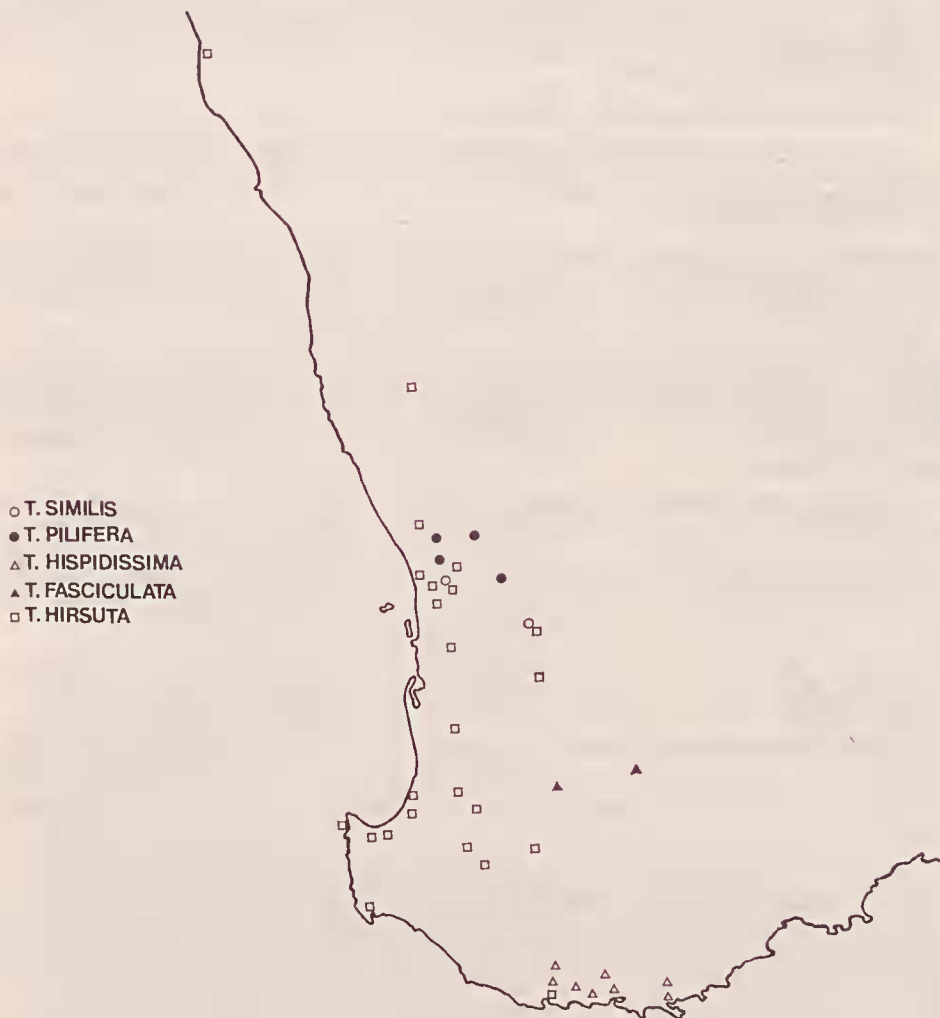 ○ T. SIMILIS
● T. PILIFERA
△ T. HISPIDISSIMA
▲ T. FASCICULATA
□ T. HIRSUTA